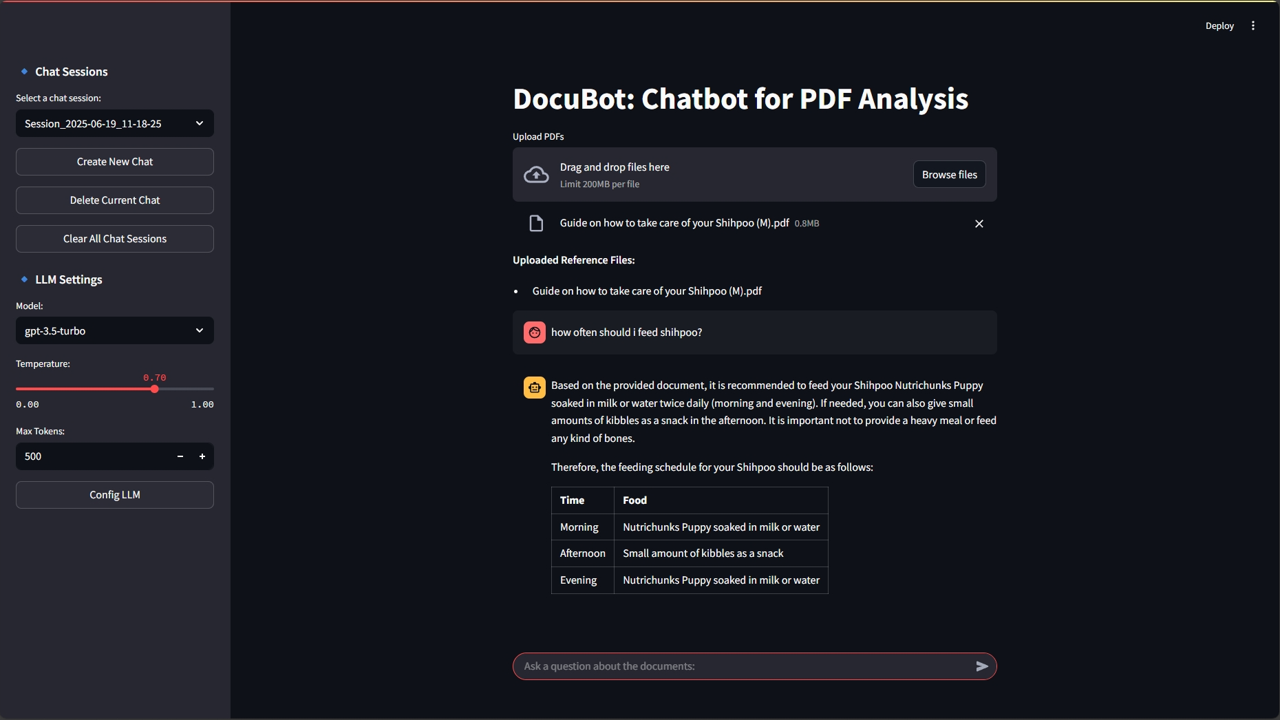 Deploy
Chat Sessions
Select a chat session:
Session_2025-06-19_11-18-25
Create New Chat
Delete Current Chat
Clear All Chat Sessions
LLM Settings
Model:
gpt-3.5-turbo
Temperature:
0.70
0.00 1.00
Max Tokens:
500 − +
Config LLM
DocuBot: Chatbot for PDF Analysis
Upload PDFs
Drag and drop files here
Limit 200MB per file
Browse files
Guide on how to take care of your Shihpoo (M).pdf 0.8MB
Uploaded Reference Files:
• Guide on how to take care of your Shihpoo (M).pdf
how often should i feed shihpoo?
Based on the provided document, it is recommended to feed your Shihpoo Nutrichunks Puppy
soaked in milk or water twice daily (morning and evening). If needed, you can also give small
amounts of kibbles as a snack in the afternoon. It is important not to provide a heavy meal or feed
any kind of bones.
Therefore, the feeding schedule for your Shihpoo should be as follows:
Time Food
Morning Nutrichunks Puppy soaked in milk or water
Afternoon Small amount of kibbles as a snack
Evening Nutrichunks Puppy soaked in milk or water
Ask a question about the documents: